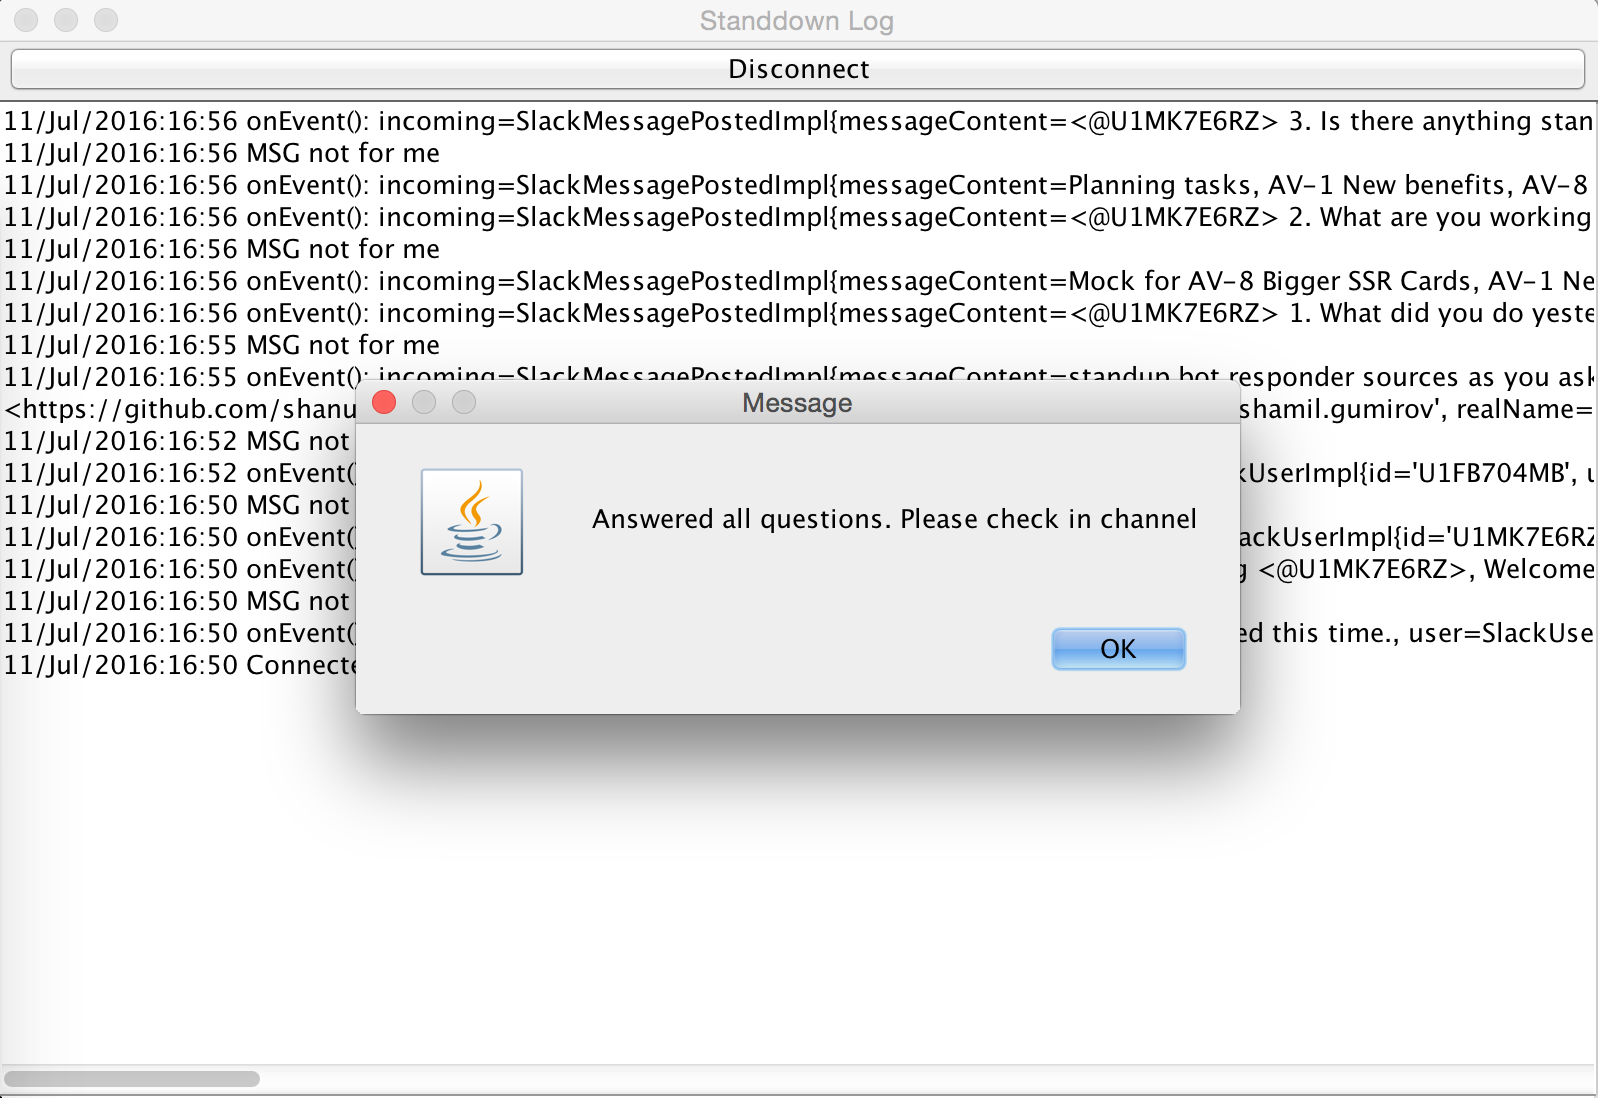 Standdown Log
Disconnect
11/Jul/2016:16:56 onEvent(): incoming=SlackMessagePostedImpl{messageContent=<@U1MK7E6RZ> 3. Is there anything stan
11/Jul/2016:16:56 MSG not for me
11/Jul/2016:16:56 onEvent(): incoming=SlackMessagePostedImpl{messageContent=Planning tasks, AV-1 New benefits, AV-8
11/Jul/2016:16:56 onEvent(): incoming=SlackMessagePostedImpl{messageContent=<@U1MK7E6RZ> 2. What are you working
11/Jul/2016:16:56 MSG not for me
11/Jul/2016:16:56 onEvent(): incoming=SlackMessagePostedImpl{messageContent=Mock for AV-8 Bigger SSR Cards, AV-1 Ne
11/Jul/2016:16:56 onEvent(): incoming=SlackMessagePostedImpl{messageContent=<@U1MK7E6RZ> 1. What did you do yeste
11/Jul/2016:16:55 MSG not for me
11/Jul/2016:16:55 onEvent(): incoming=SlackMessagePostedImpl{messageContent=standup bot responder sources as you ask
<https://github.com/shanu shamil.gumirov', realName=
11/Jul/2016:16:52 MSG not
11/Jul/2016:16:52 onEvent( kUserImpl{id='U1FB704MB', u
11/Jul/2016:16:50 MSG not
11/Jul/2016:16:50 onEvent( ackUserImpl{id='U1MK7E6RZ
11/Jul/2016:16:50 onEvent( g <@U1MK7E6RZ>, Welcome
11/Jul/2016:16:50 MSG not
11/Jul/2016:16:50 onEvent( ed this time., user=SlackUse
11/Jul/2016:16:50 Connecte
Message
Answered all questions. Please check in channel
OK